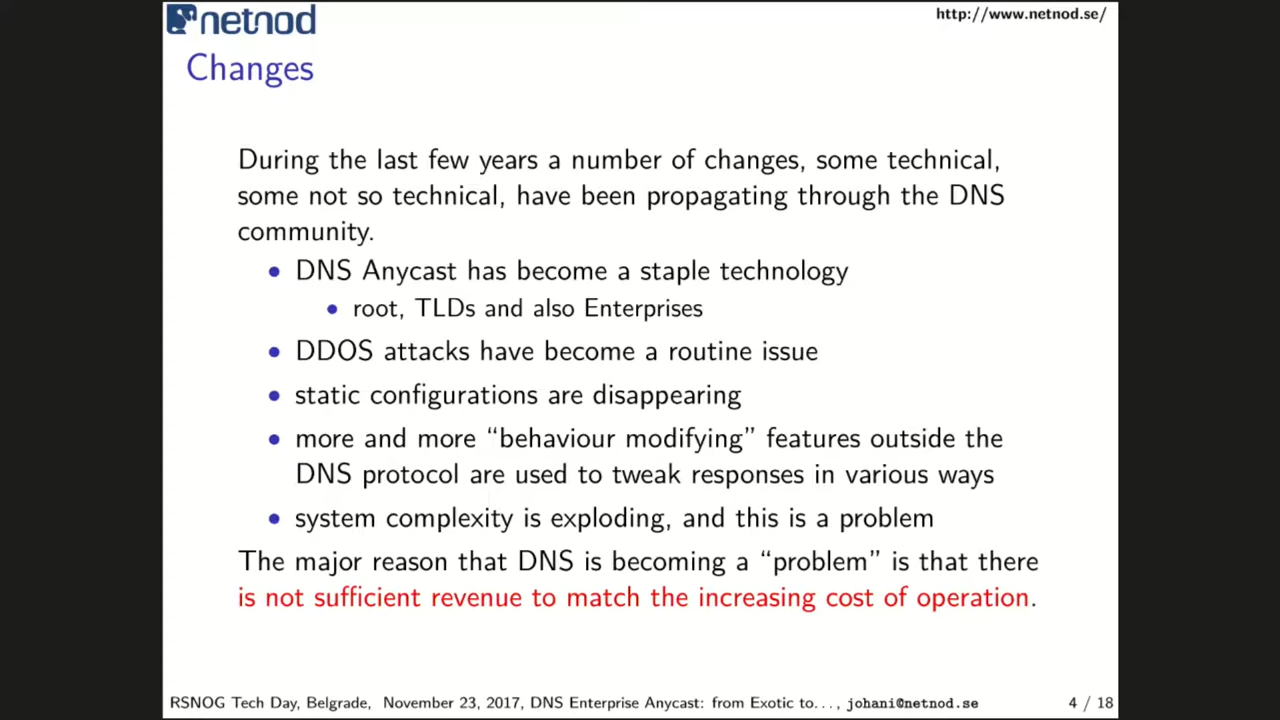 netnod
http://www.netnod.se/
Changes
During the last few years a number of changes, some technical,
some not so technical, have been propagating through the DNS
community.
• DNS Anycast has become a staple technology
• root, TLDs and also Enterprises
• DDOS attacks have become a routine issue
• static configurations are disappearing
• more and more “behaviour modifying” features outside the
DNS protocol are used to tweak responses in various ways
• system complexity is exploding, and this is a problem
The major reason that DNS is becoming a “problem” is that there
is not sufficient revenue to match the increasing cost of operation.
RSNOG Tech Day, Belgrade, November 23, 2017, DNS Enterprise Anycast: from Exotic to..., johani@netnod.se 4 / 18